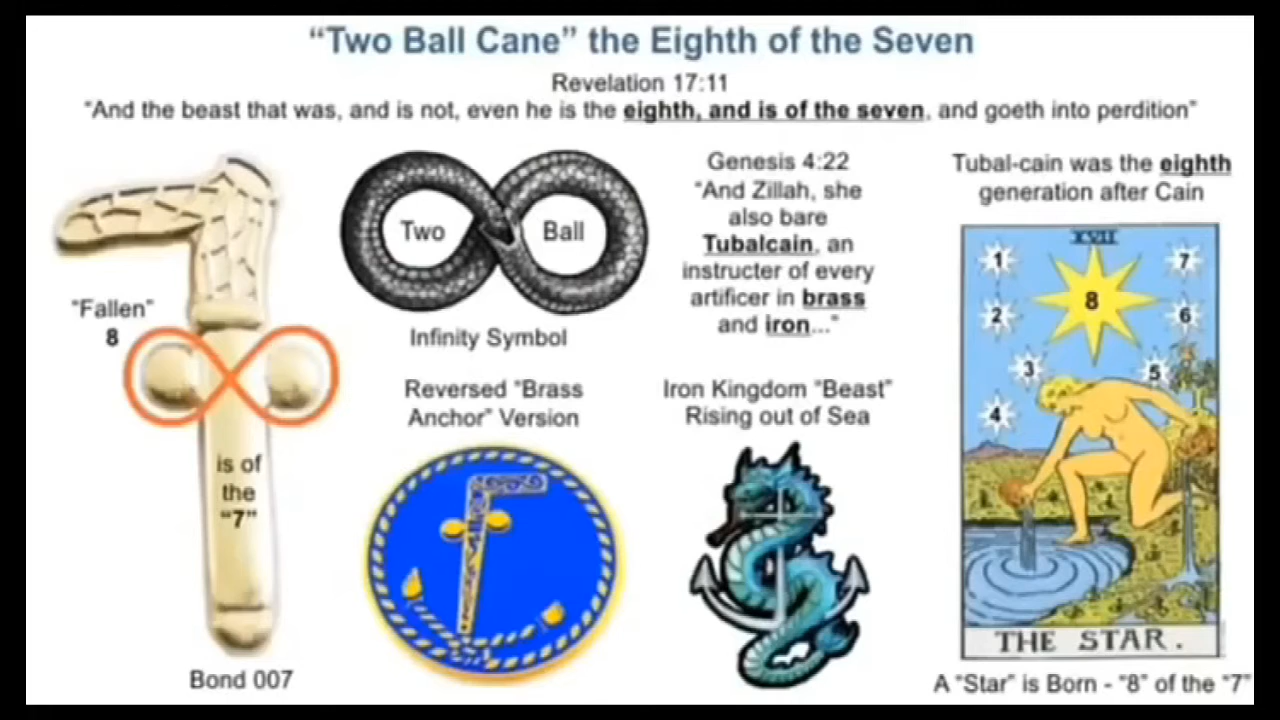 “Two Ball Cane” the Eighth of the Seven
Revelation 17:11
“And the beast that was, and is not, even he is the eighth, and is of the seven, and goeth into perdition”
“Fallen”
8
is of
the
“7”
Bond 007
Two
Ball
Infinity Symbol
Reversed “Brass
Anchor” Version
Genesis 4:22
“And Zillah, she
also bare
Tubalcain, an
instructer of every
artificer in brass
and iron...”
Iron Kingdom “Beast”
Rising out of Sea
Tubal-cain was the eighth
generation after Cain
XVII
1
7
8
2
6
3
5
4
THE STAR.
A “Star” is Born - “8” of the “7”